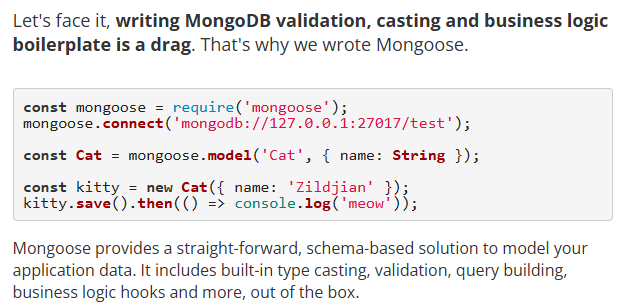 Let's face it, writing MongoDB validation, casting and business logic
boilerplate is a drag. That's why we wrote Mongoose.
const mongoose = require('mongoose');
mongoose.connect('mongodb://127.0.0.1:27017/test');
const Cat = mongoose.model('Cat', { name: String });
const kitty = new Cat({ name: 'Zildjian' });
kitty.save().then(() => console.log('meow'));
Mongoose provides a straight-forward, schema-based solution to model your
application data. It includes built-in type casting, validation, query building,
business logic hooks and more, out of the box.